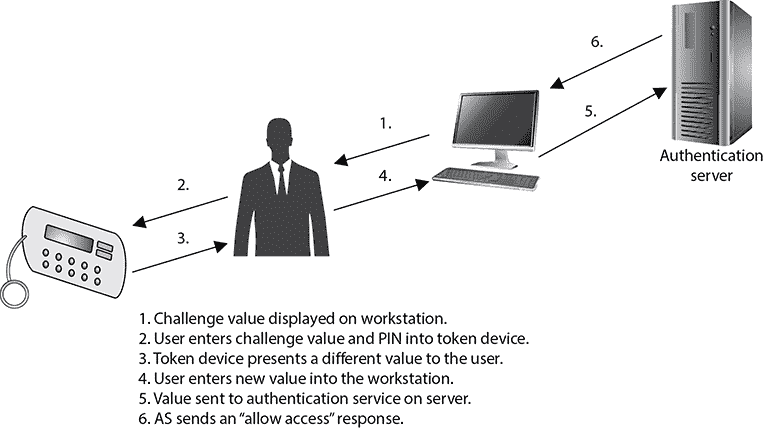 6.
5.
1.
4.
2.
3.
Authentication
server
1. Challenge value displayed on workstation.
2. User enters challenge value and PIN into token device.
3. Token device presents a different value to the user.
4. User enters new value into the workstation.
5. Value sent to authentication service on server.
6. AS sends an “allow access” response.